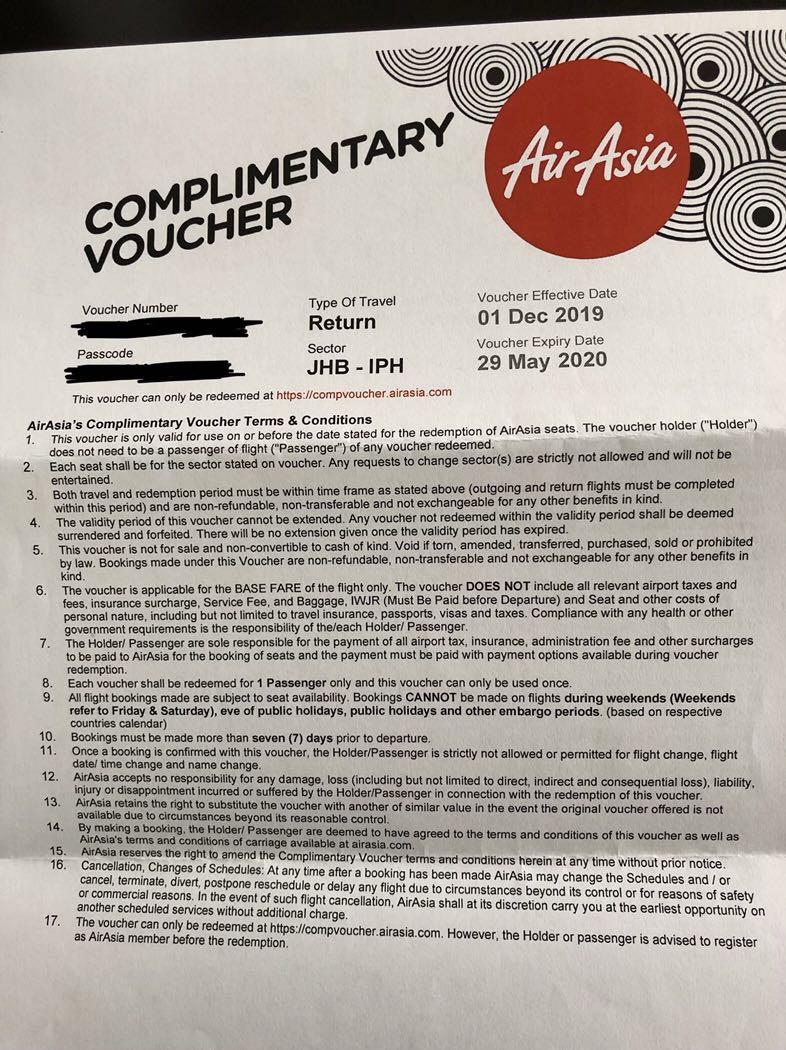 COMPLIMENTARY
VOUCHER
AirAsia
Voucher Number
Passcode
Type Of Travel
Return
Sector
JHB - IPH
Voucher Effective Date
01 Dec 2019
Voucher Expiry Date
29 May 2020
This voucher can only be redeemed at https://compvoucher.airasia.com
AirAsia's Complimentary Voucher Terms & Conditions
1. This voucher is only valid for use on or before the date stated for the redemption of AirAsia seats. The voucher holder ("Holder")
does not need to be a passenger of flight ("Passenger") of any voucher redeemed.
2. Each seat shall be for the sector stated on voucher. Any requests to change sector(s) are strictly not allowed and will not be
entertained.
3. Both travel and redemption period must be within time frame as stated above (outgoing and return flights must be completed
within this period) and are non-refundable, non-transferable and not exchangeable for any other benefits in kind.
4. The validity period of this voucher cannot be extended. Any voucher not redeemed within the validity period shall be deemed
surrendered and forfeited. There will be no extension given once the validity period has expired.
5. This voucher is not for sale and non-convertible to cash of kind. Void if torn, amended, transferred, purchased, sold or prohibited
by law. Bookings made under this Voucher are non-refundable, non-transferable and not exchangeable for any other benefits in
kind.
6. The voucher is applicable for the BASE FARE of the flight only. The voucher DOES NOT include all relevant airport taxes and
fees, insurance surcharge, Service Fee, and Baggage, IWJR (Must Be Paid before Departure) and Seat and other costs of
personal nature, including but not limited to travel insurance, passports, visas and taxes. Compliance with any health or other
government requirements is the responsibility of the/each Holder/ Passenger.
7. The Holder/ Passenger are sole responsible for the payment of all airport tax, insurance, administration fee and other surcharges
to be paid to AirAsia for the booking of seats and the payment must be paid with payment options available during voucher
redemption.
8. Each voucher shall be redeemed for 1 Passenger only and this voucher can only be used once.
9. All flight bookings made are subject to seat availability. Bookings CANNOT be made on flights during weekends (Weekends
refer to Friday & Saturday), eve of public holidays, public holidays and other embargo periods. (based on respective
countries calendar)
10. Bookings must be made more than seven (7) days prior to departure.
11. Once a booking is confirmed with this voucher, the Holder/Passenger is strictly not allowed or permitted for flight change, flight
date/ time change and name change.
12. AirAsia accepts no responsibility for any damage, loss (including but not limited to direct, indirect and consequential loss), liability,
injury or disappointment incurred or suffered by the Holder/Passenger in connection with the redemption of this voucher.
13. AirAsia retains the right to substitute the voucher with another of similar value in the event the original voucher offered is not
available due to circumstances beyond its reasonable control.
14. By making a booking, the Holder/ Passenger are deemed to have agreed to the terms and conditions of this voucher as well as
AirAsia's terms and conditions of carriage available at airasia.com.
15. AirAsia reserves the right to amend the Complimentary Voucher terms and conditions herein at any time without prior notice.
16. Cancellation, Changes of Schedules: At any time after a booking has been made AirAsia may change the Schedules and / or
cancel, terminate, divert, postpone reschedule or delay any flight due to circumstances beyond its control or for reasons of safety
or commercial reasons. In the event of such flight cancellation, AirAsia shall at its discretion carry you at the earliest opportunity on
another scheduled services without additional charge.
17. The voucher can only be redeemed at https://compvoucher.airasia.com. However, the Holder or passenger is advised to register
as AirAsia member before the redemption.